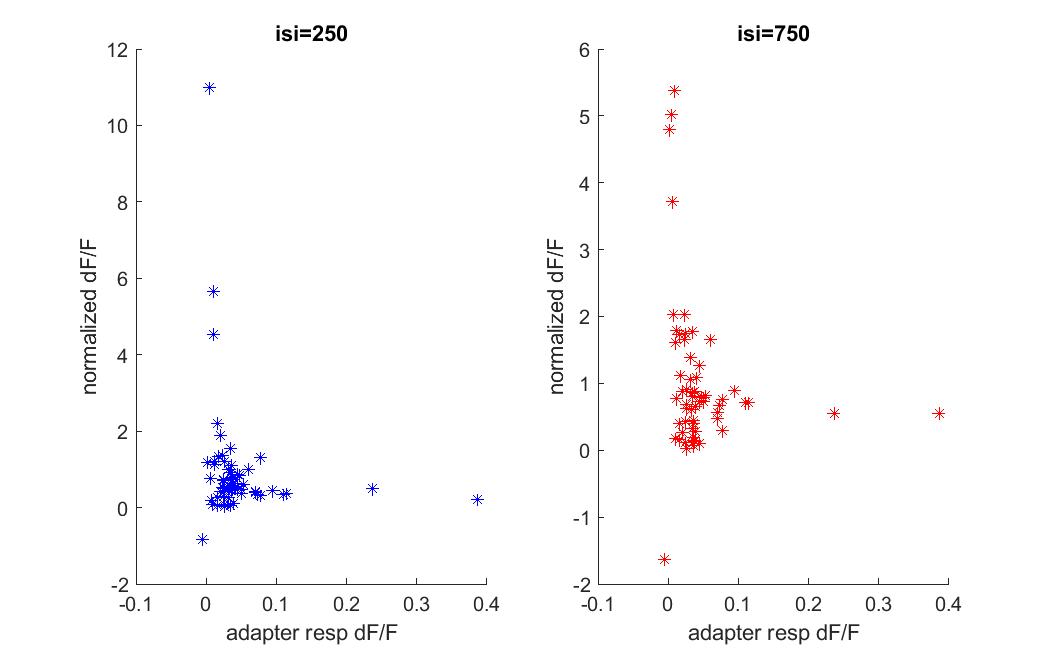 isi=250
12
10
8
6
4
2
0
-2
-0.1 0 0.1 0.2 0.3 0.4
normalized dF/F
adapter resp dF/F
isi=750
6
5
4
3
2
1
0
-1
-2
-0.1 0 0.1 0.2 0.3 0.4
normalized dF/F
adapter resp dF/F